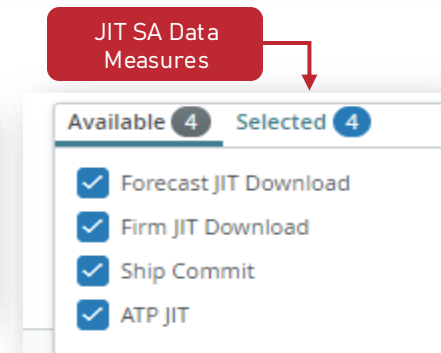 JIT SA Data
Measures
Available 4 Selected 4
Forecast JIT Download
Firm JIT Download
Ship Commit
ATP JIT